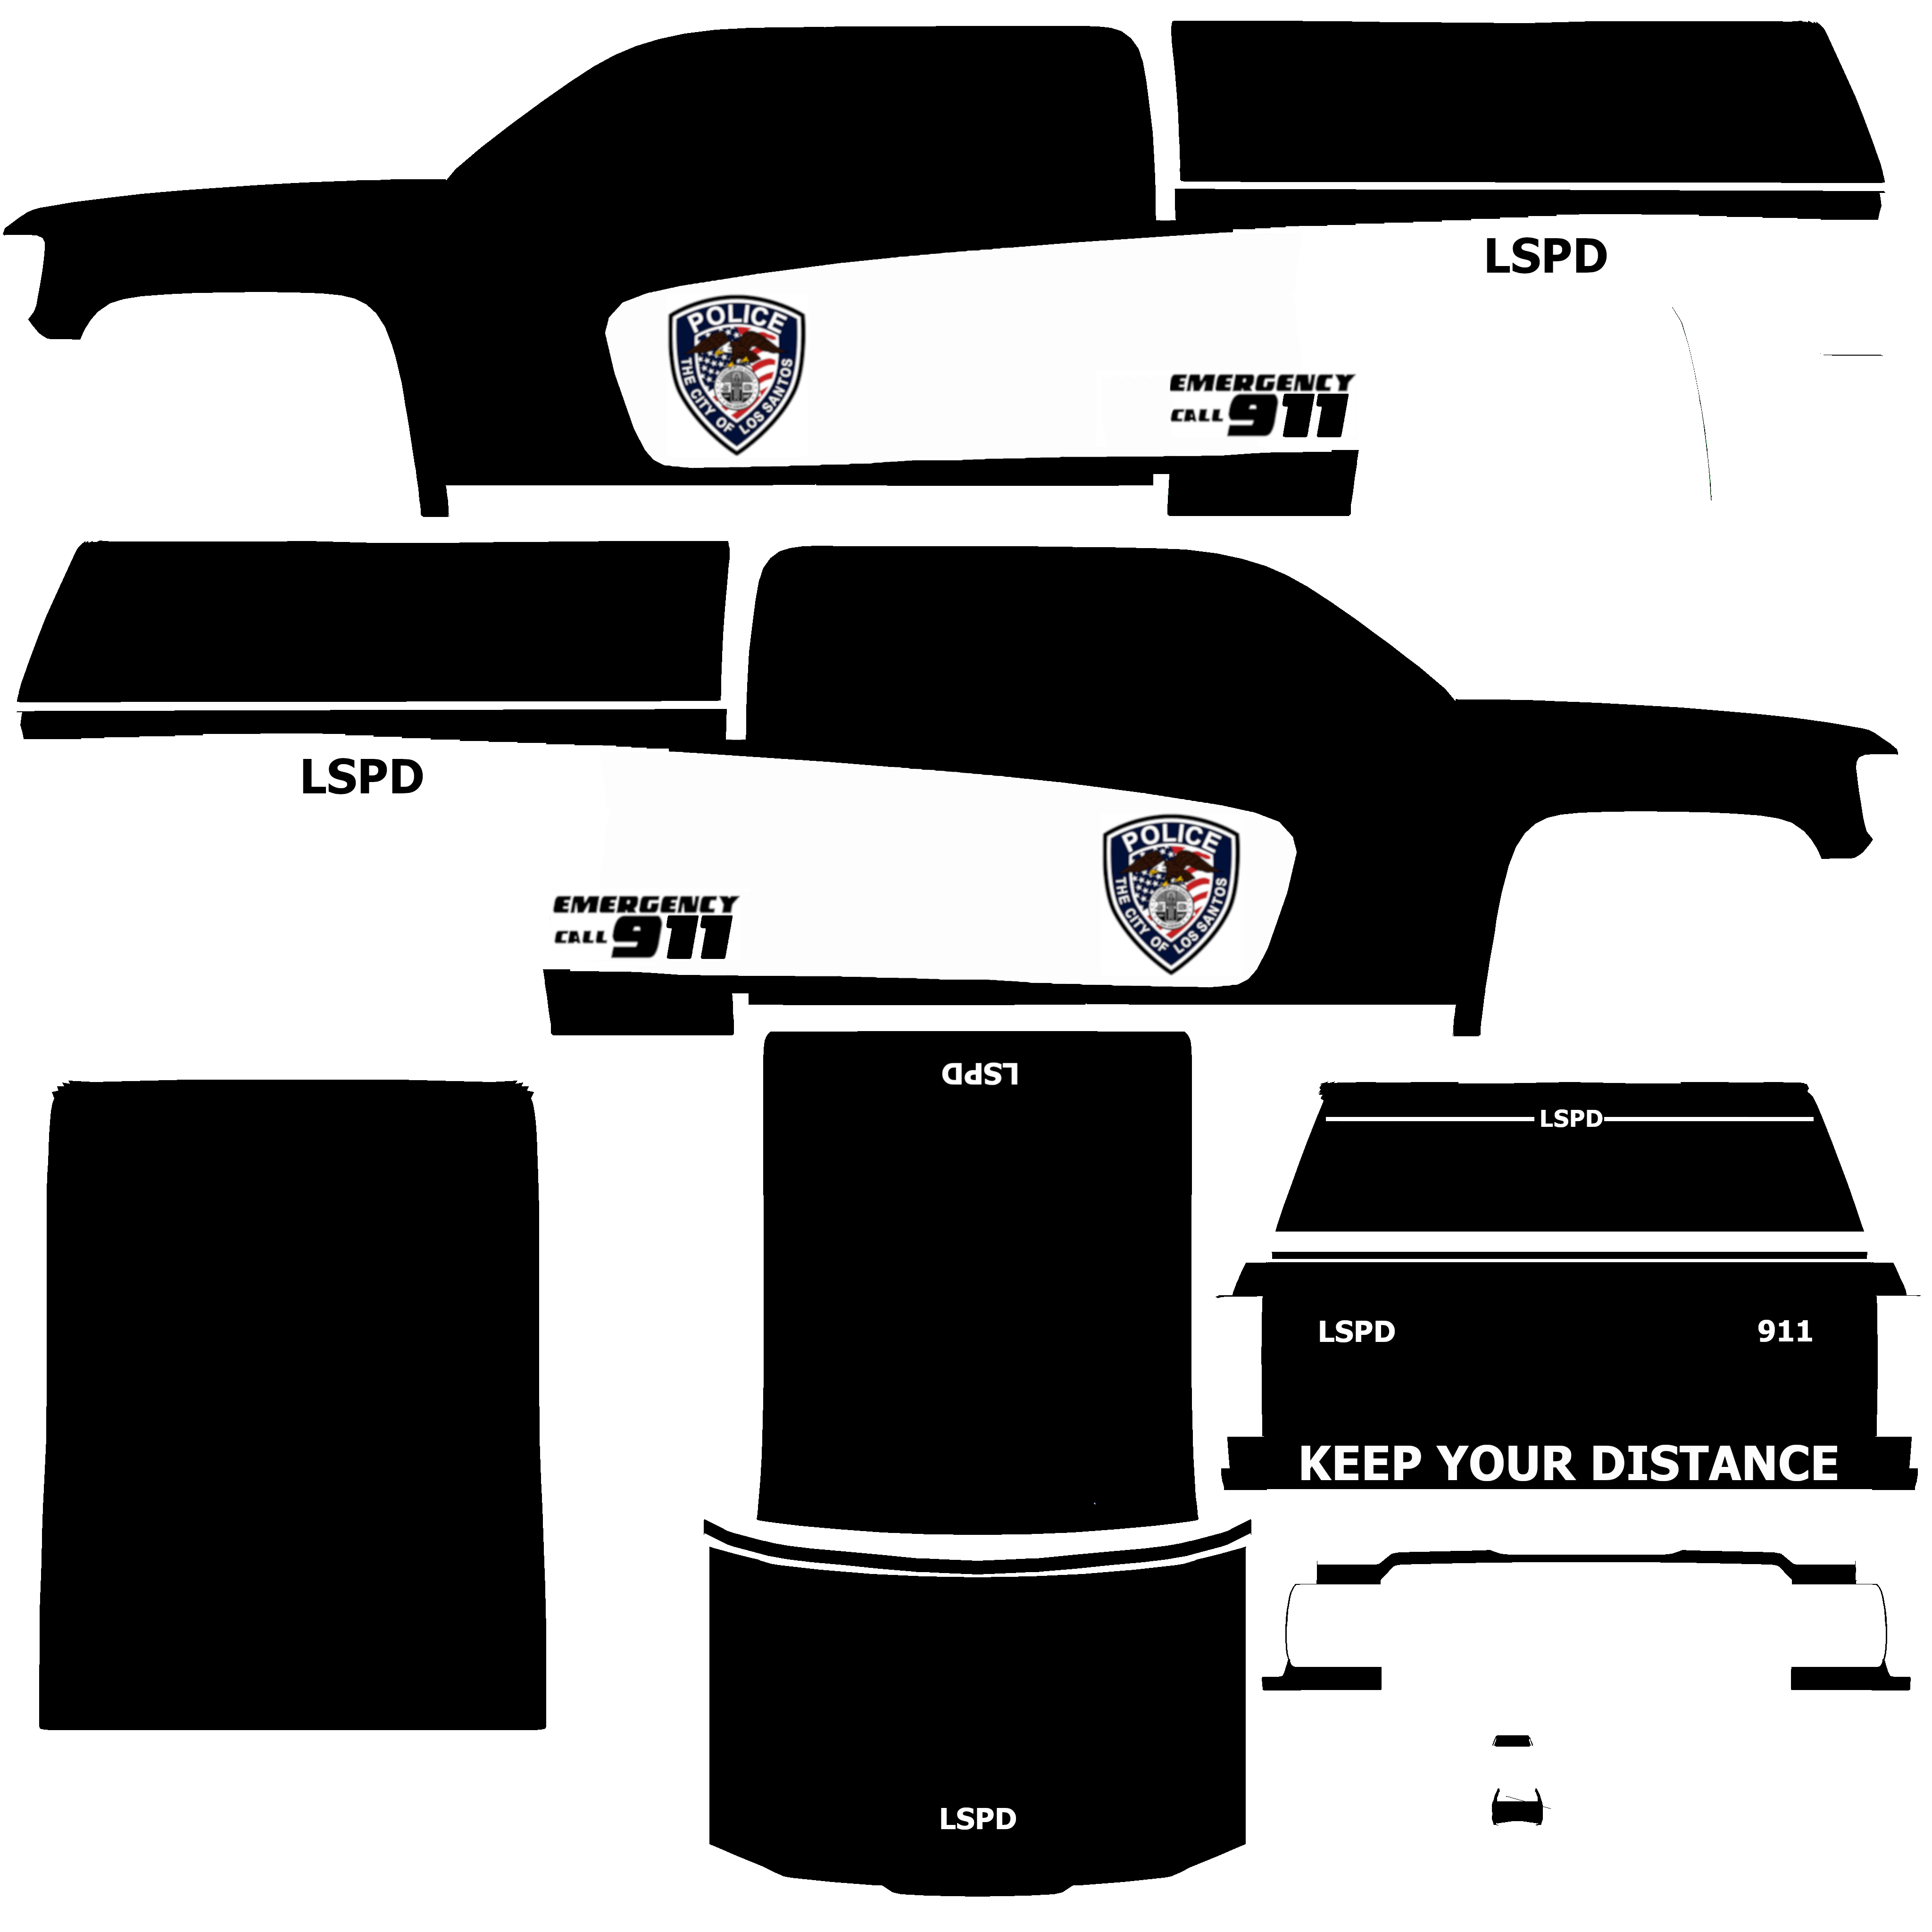 LSPD
POLICE
THE CITY OF LOS SANTOS
EMERGENCY
CALL 911
LSPD
POLICE
THE CITY OF LOS SANTOS
EMERGENCY
CALL 911
LSPD
LSPD
LSPD 911
KEEP YOUR DISTANCE
LSPD